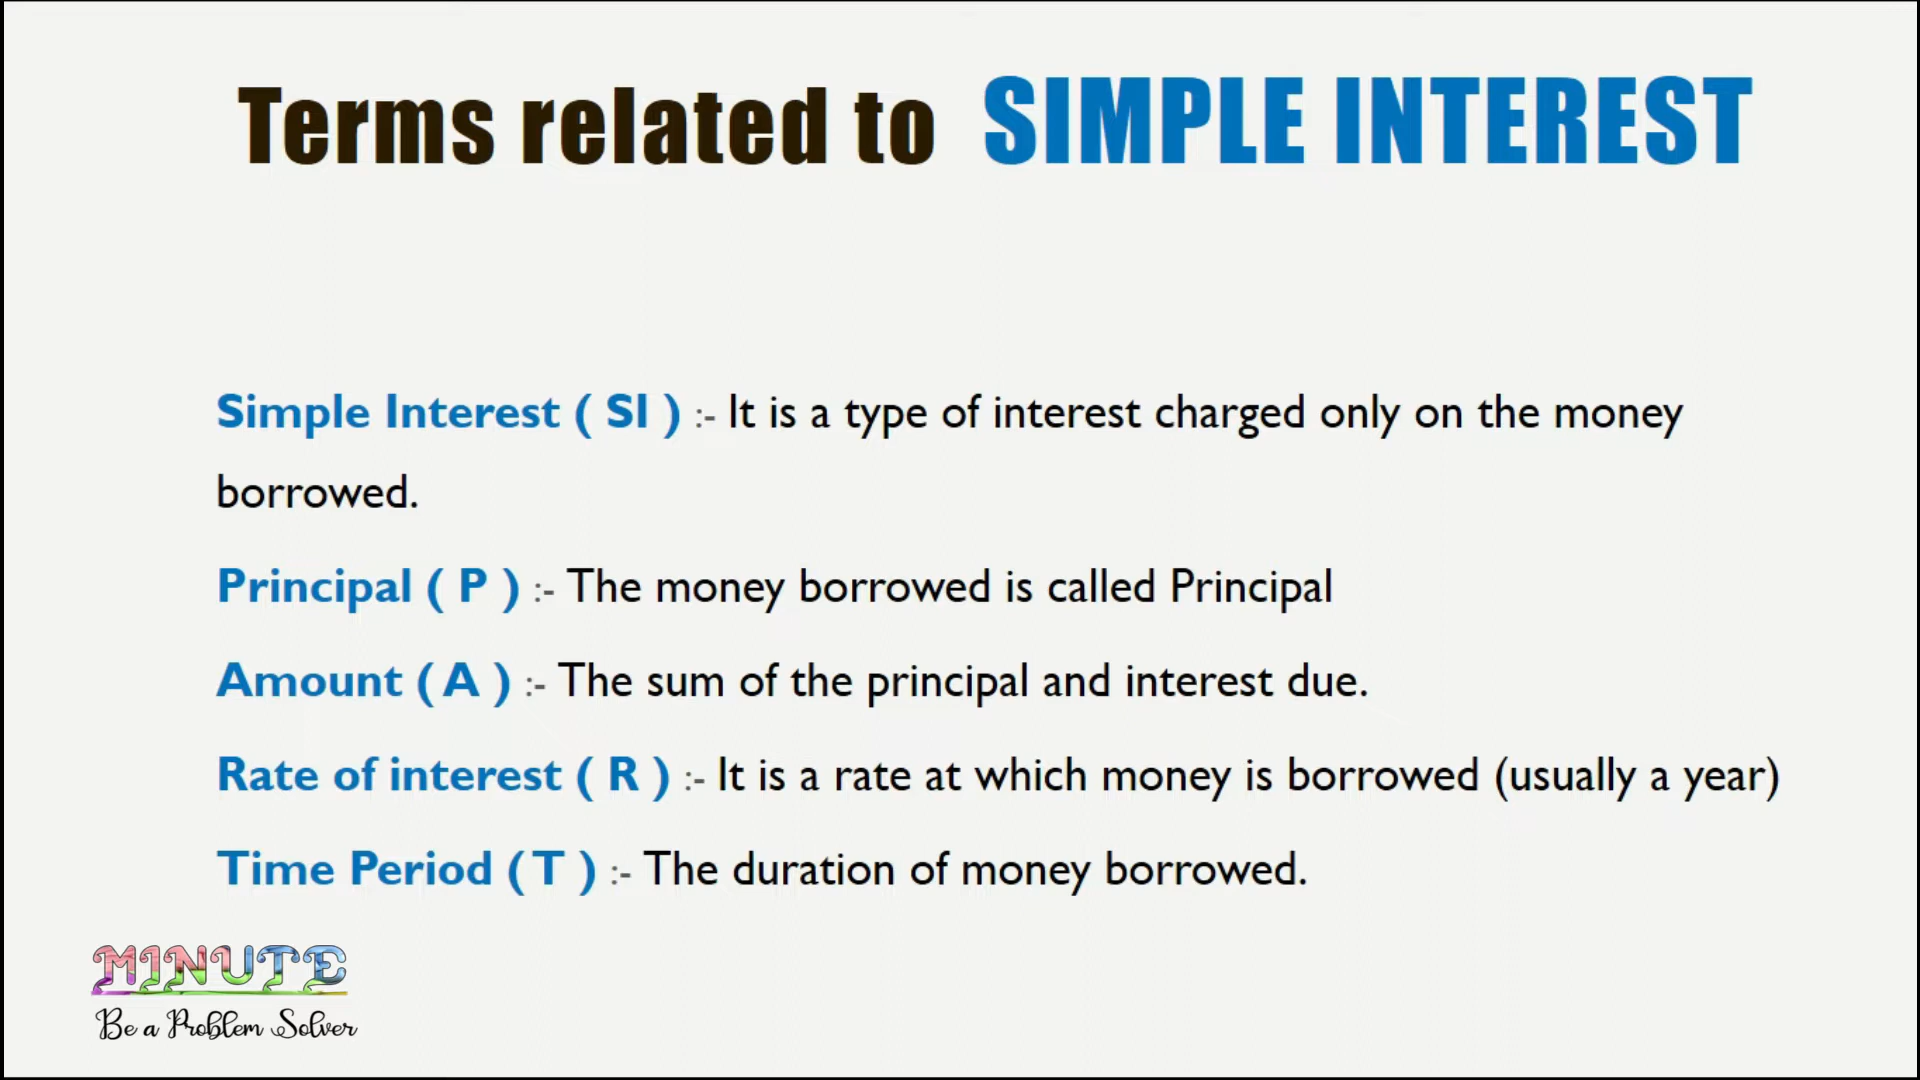 Terms related to SIMPLE INTEREST
Simple Interest ( SI ) :- It is a type of interest charged only on the money
borrowed.
Principal ( P ) :- The money borrowed is called Principal
Amount ( A ) :- The sum of the principal and interest due.
Rate of interest ( R ) :- It is a rate at which money is borrowed (usually a year)
Time Period ( T ) :- The duration of money borrowed.
MINUTE
Be a Problem Solver